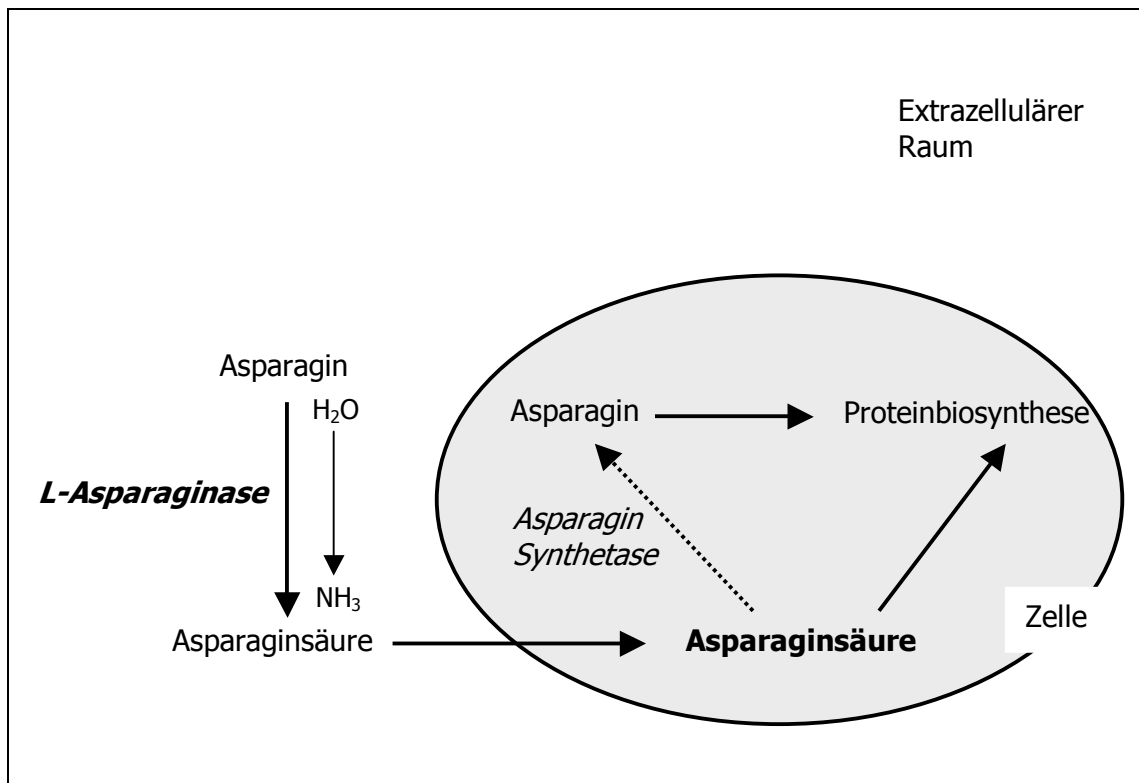 Extrazellulärer
Raum
Asparagin
H₂O
L-Asparaginase
NH₃
Asparaginsäure
Asparagin
Proteinbiosynthese
Asparagin
Synthetase
Asparaginsäure
Zelle